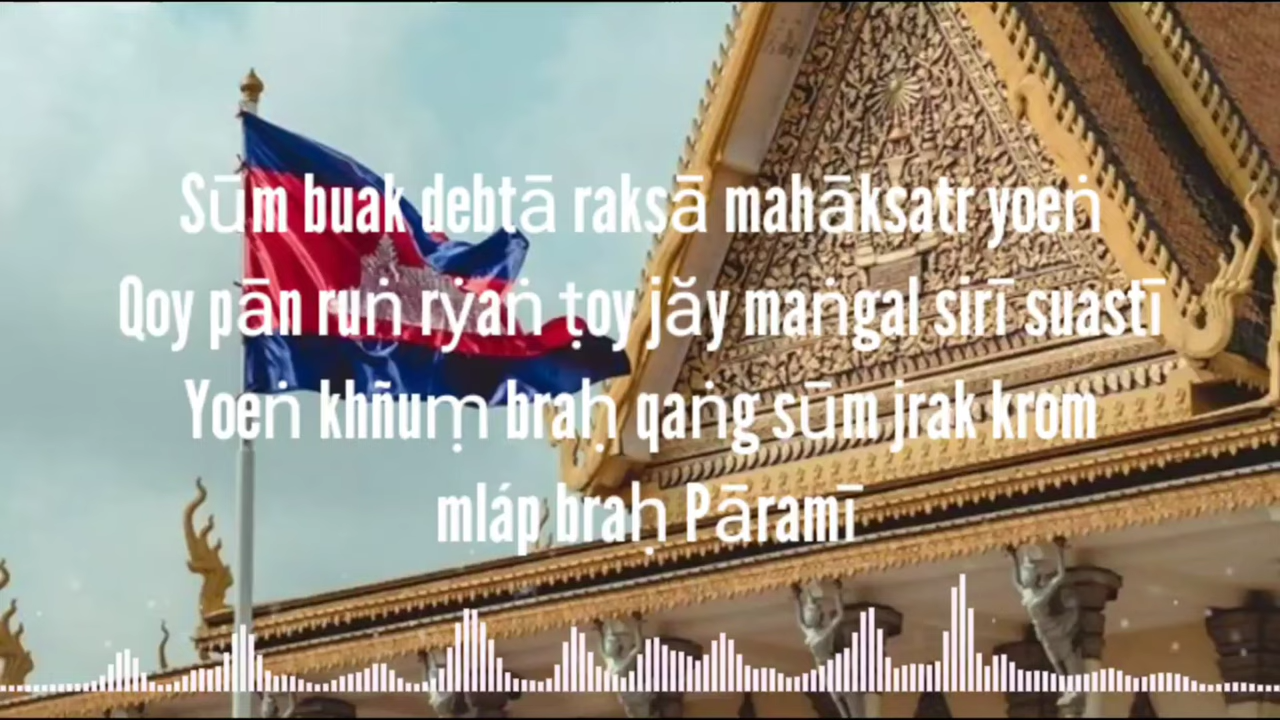 Sūm buak debtā raksā mahāksatr yoeṅ
Qoy pān ruṅ rẏaṅ ṭoy jăy maṅgal sirī suastī
Yoeṅ khñuṃ braḥ qaṅg sūm jrak krom
mláp braḥ Pāramī